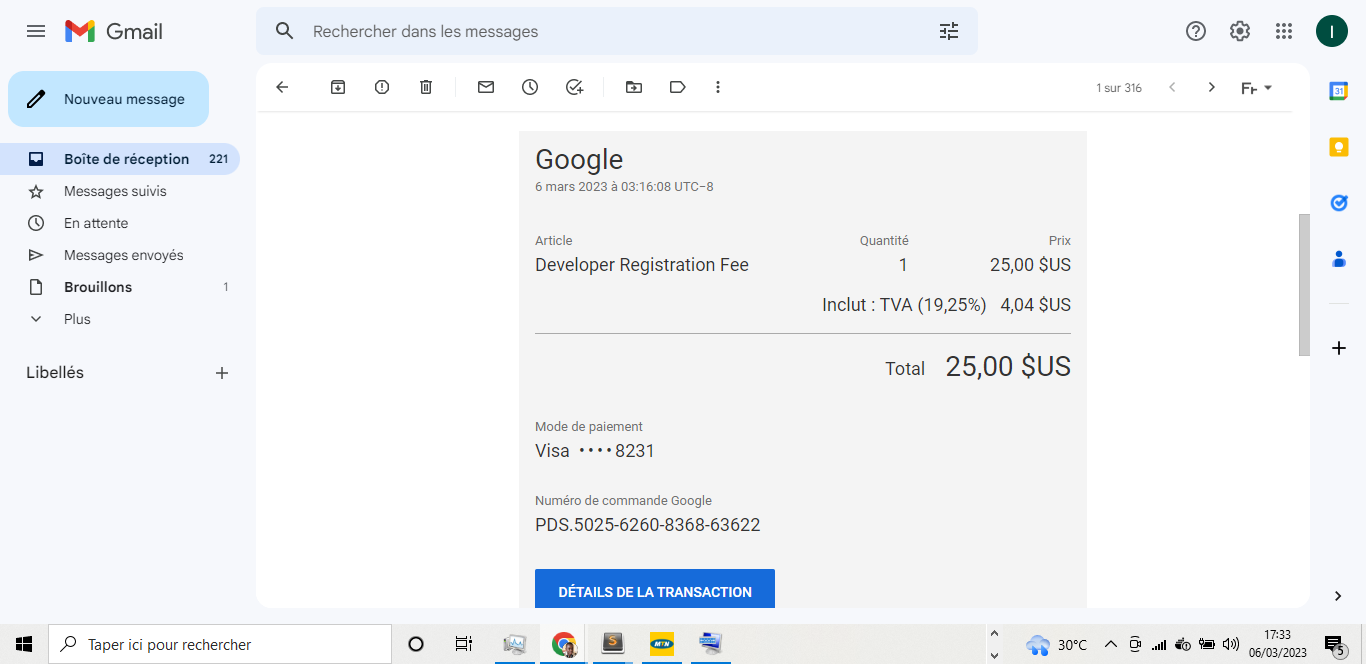 Gmail
Rechercher dans les messages
I
Nouveau message
1 sur 316
Fr
31
Boîte de réception 221
Messages suivis
En attente
Messages envoyés
Brouillons 1
Plus
Libellés
Google
6 mars 2023 à 03:16:08 UTC−8
Article Quantité Prix
Developer Registration Fee 1 25,00 $US
Inclut : TVA (19,25%) 4,04 $US
Total 25,00 $US
Mode de paiement
Visa •••• 8231
Numéro de commande Google
PDS.5025-6260-8368-63622
DÉTAILS DE LA TRANSACTION
Taper ici pour rechercher
S
MTN
30°C
17:33
06/03/2023
5